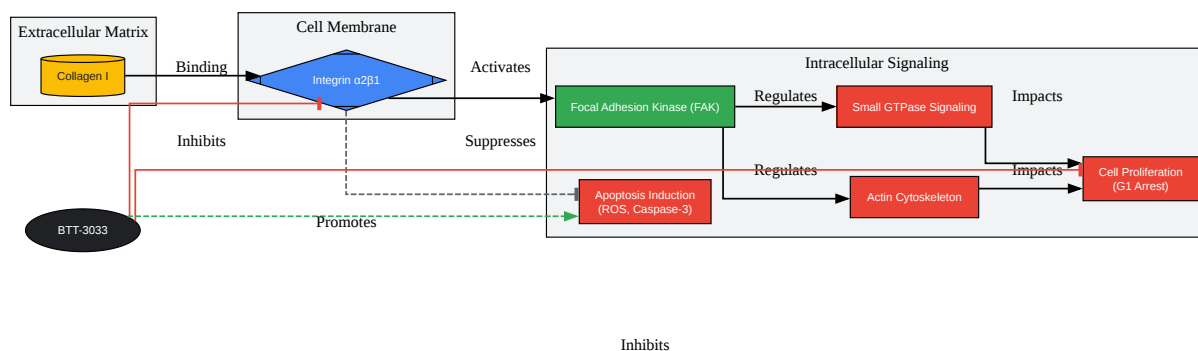 Extracellular Matrix
Collagen I
Binding
Cell Membrane
Integrin α2β1
Activates
Intracellular Signaling
Focal Adhesion Kinase (FAK)
Regulates
Small GTPase Signaling
Impacts
Inhibits
Suppresses
Regulates
Impacts
Cell Proliferation
(G1 Arrest)
Apoptosis Induction
(ROS, Caspase-3)
Actin Cytoskeleton
BTT-3033
Promotes
Inhibits